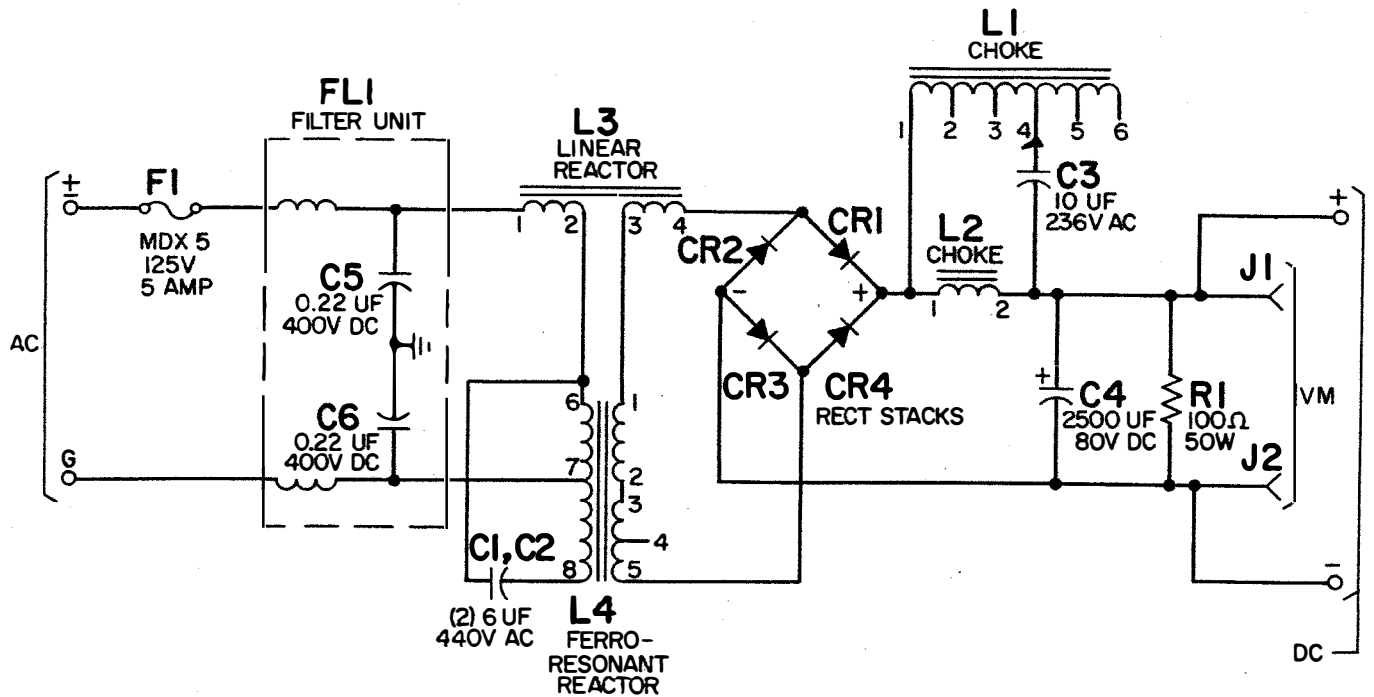 L1
CHOKE
1 2 3 4 5 6
FL1
FILTER UNIT
L3
LINEAR
REACTOR
1 2 3 4
AC
±
F1
MDX 5
125V
5 AMP
G
C5
0.22 UF
400V DC
C6
0.22 UF
400V DC
C1, C2
(2) 6 UF
440V AC
6
7
8
1
2
3
4
5
L4
FERRO-
RESONANT
REACTOR
CR2
CR1
- +
CR3
CR4
RECT STACKS
C3
10 UF
236V AC
L2
CHOKE
1 2
+
C4
2500 UF
80V DC
R1
100Ω
50W
J1
J2
VM
+
-
DC